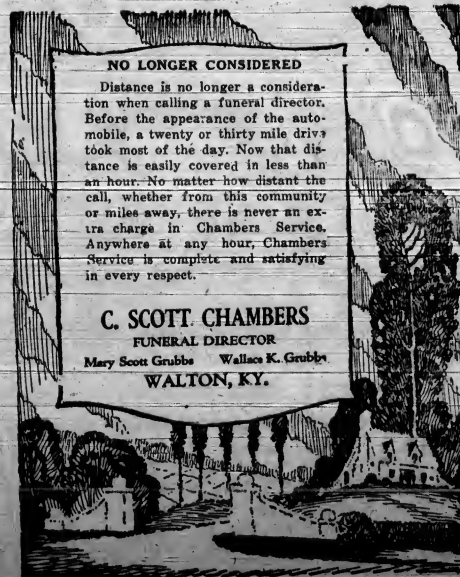 NO LONGER CONSIDERED
Distance is no longer a considera-
tion when calling a funeral director.
Before the appearance of the auto-
mobile, a twenty or thirty mile drive
took most of the day. Now that dis-
tance is easily covered in less than
an hour. No matter how distant the
call, whether from this community
or miles away, there is never an ex-
tra charge in Chambers Service.
Anywhere at any hour, Chambers
Service is complete and satisfying
in every respect.
C. SCOTT CHAMBERS
FUNERAL DIRECTOR
Mary Scott Grubbs Wallace K. Grubbs
WALTON, KY.